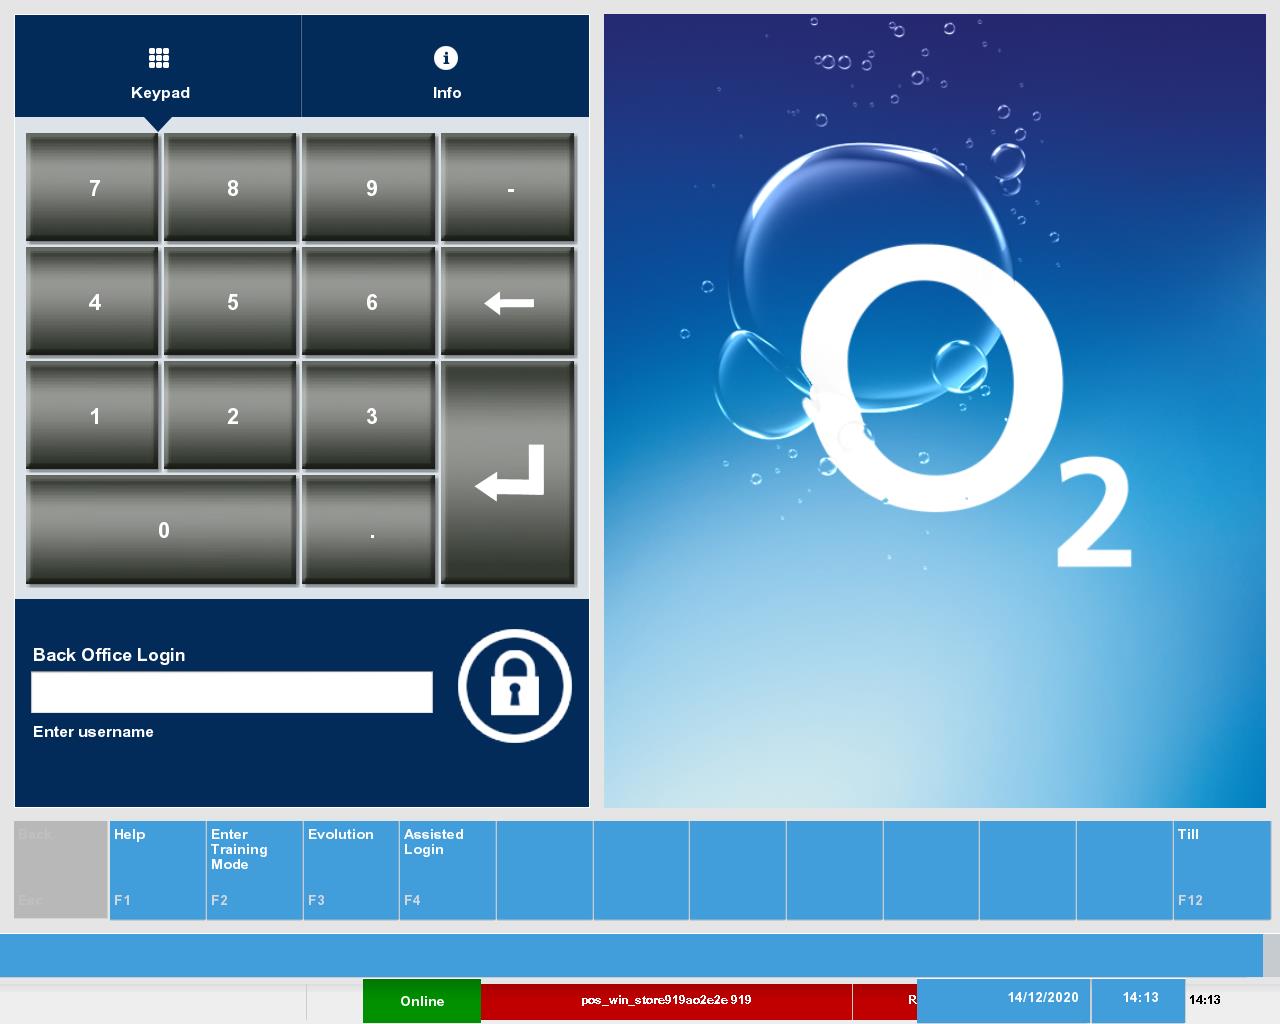 Keypad
Info
7
8
9
-
4
5
6
1
2
3
0
.
O2
Back Office Login
Enter username
Back
Esc
Help
F1
Enter
Training
Mode
F2
Evolution
F3
Assisted
Login
F4
Till
F12
Online
pos_win_store919ao2e2e 919
R
14/12/2020
14:13
14:13